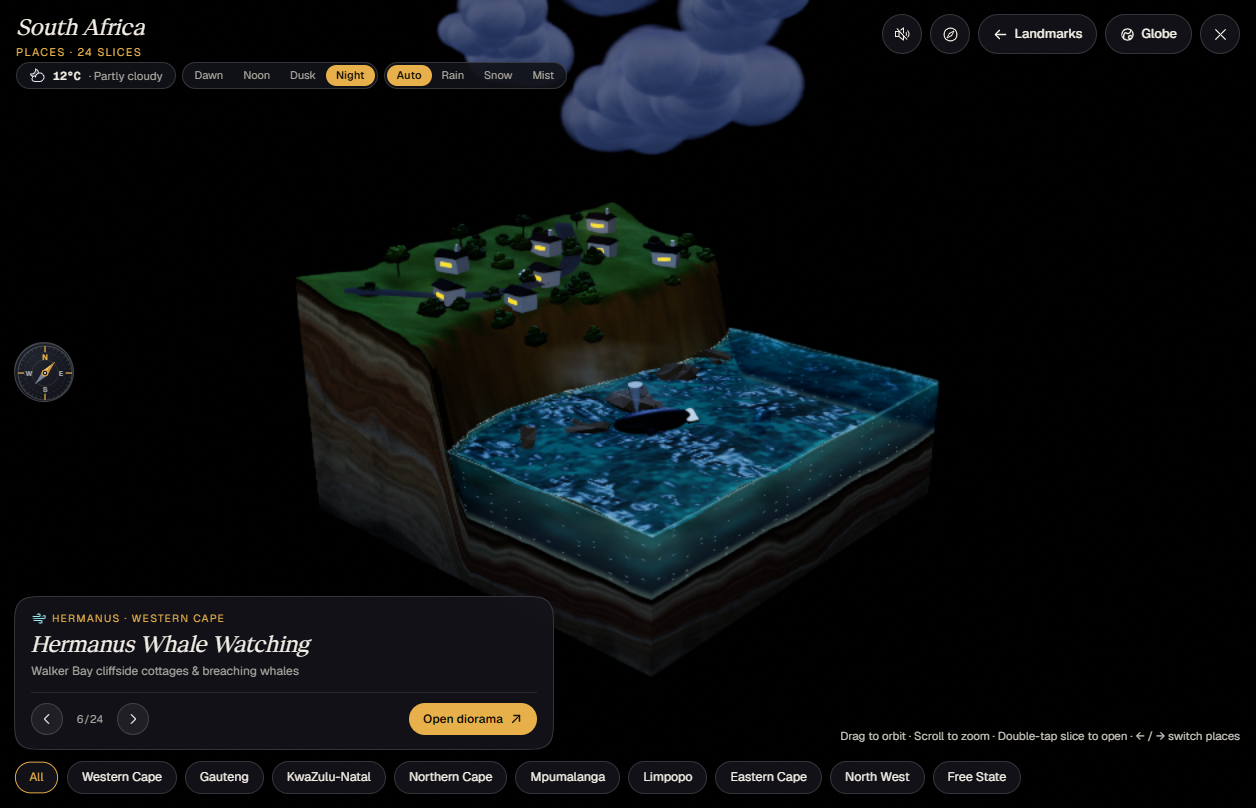 South Africa
PLACES · 24 SLICES
12°C · Partly cloudy
Dawn Noon Dusk Night
Auto Rain Snow Mist
← Landmarks
Globe
N
W E
S
HERMANUS · WESTERN CAPE
Hermanus Whale Watching
Walker Bay cliffside cottages & breaching whales
6/24
Open diorama ↗
Drag to orbit · Scroll to zoom · Double-tap slice to open · ← / → switch places
All Western Cape Gauteng KwaZulu-Natal Northern Cape Mpumalanga Limpopo Eastern Cape North West Free State